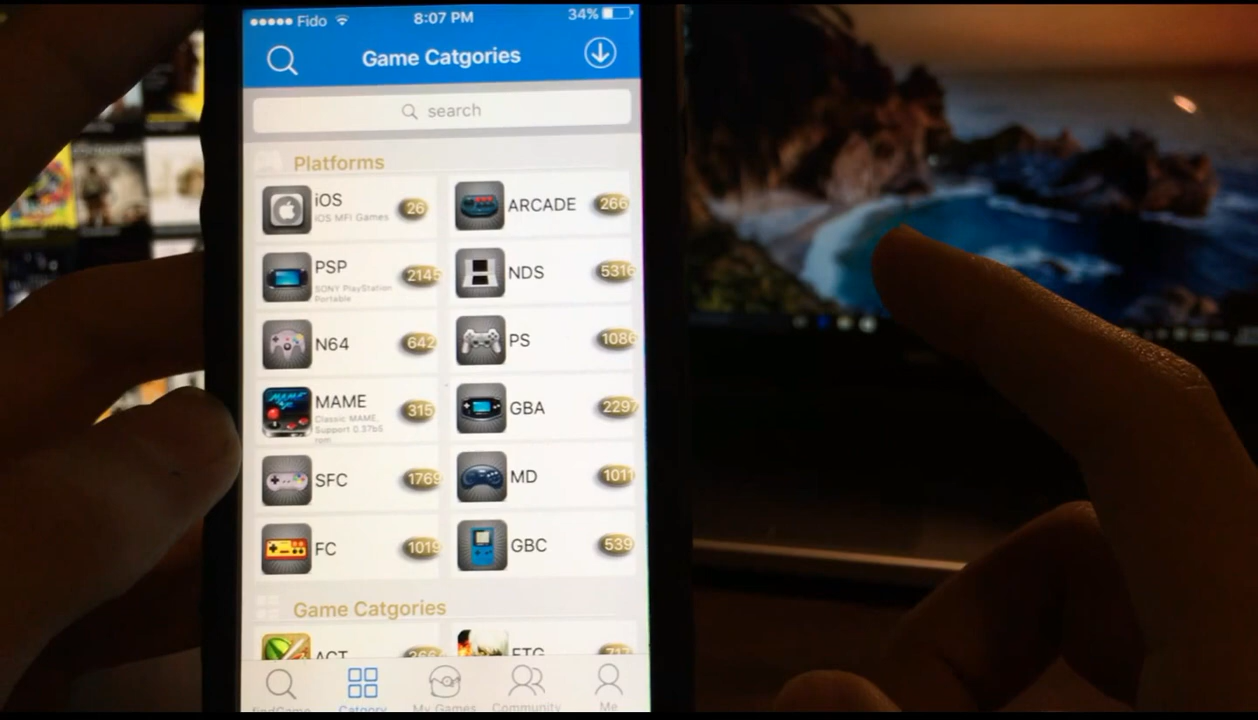 Fido 8:07 PM 34%
Game Catgories
search
Platforms
iOS
iOS MFI Games
26
ARCADE 266
PSP
SONY PlayStation
Portable
2145
NDS 5316
N64 642
PS 1086
MAME
Classic MAME,
Support 0.37b5
rom
315
GBA 2297
SFC 1769
MD 1011
FC 1019
GBC 539
Game Catgories
ACT
FTG 717
Catgory
My Games
Community
Me